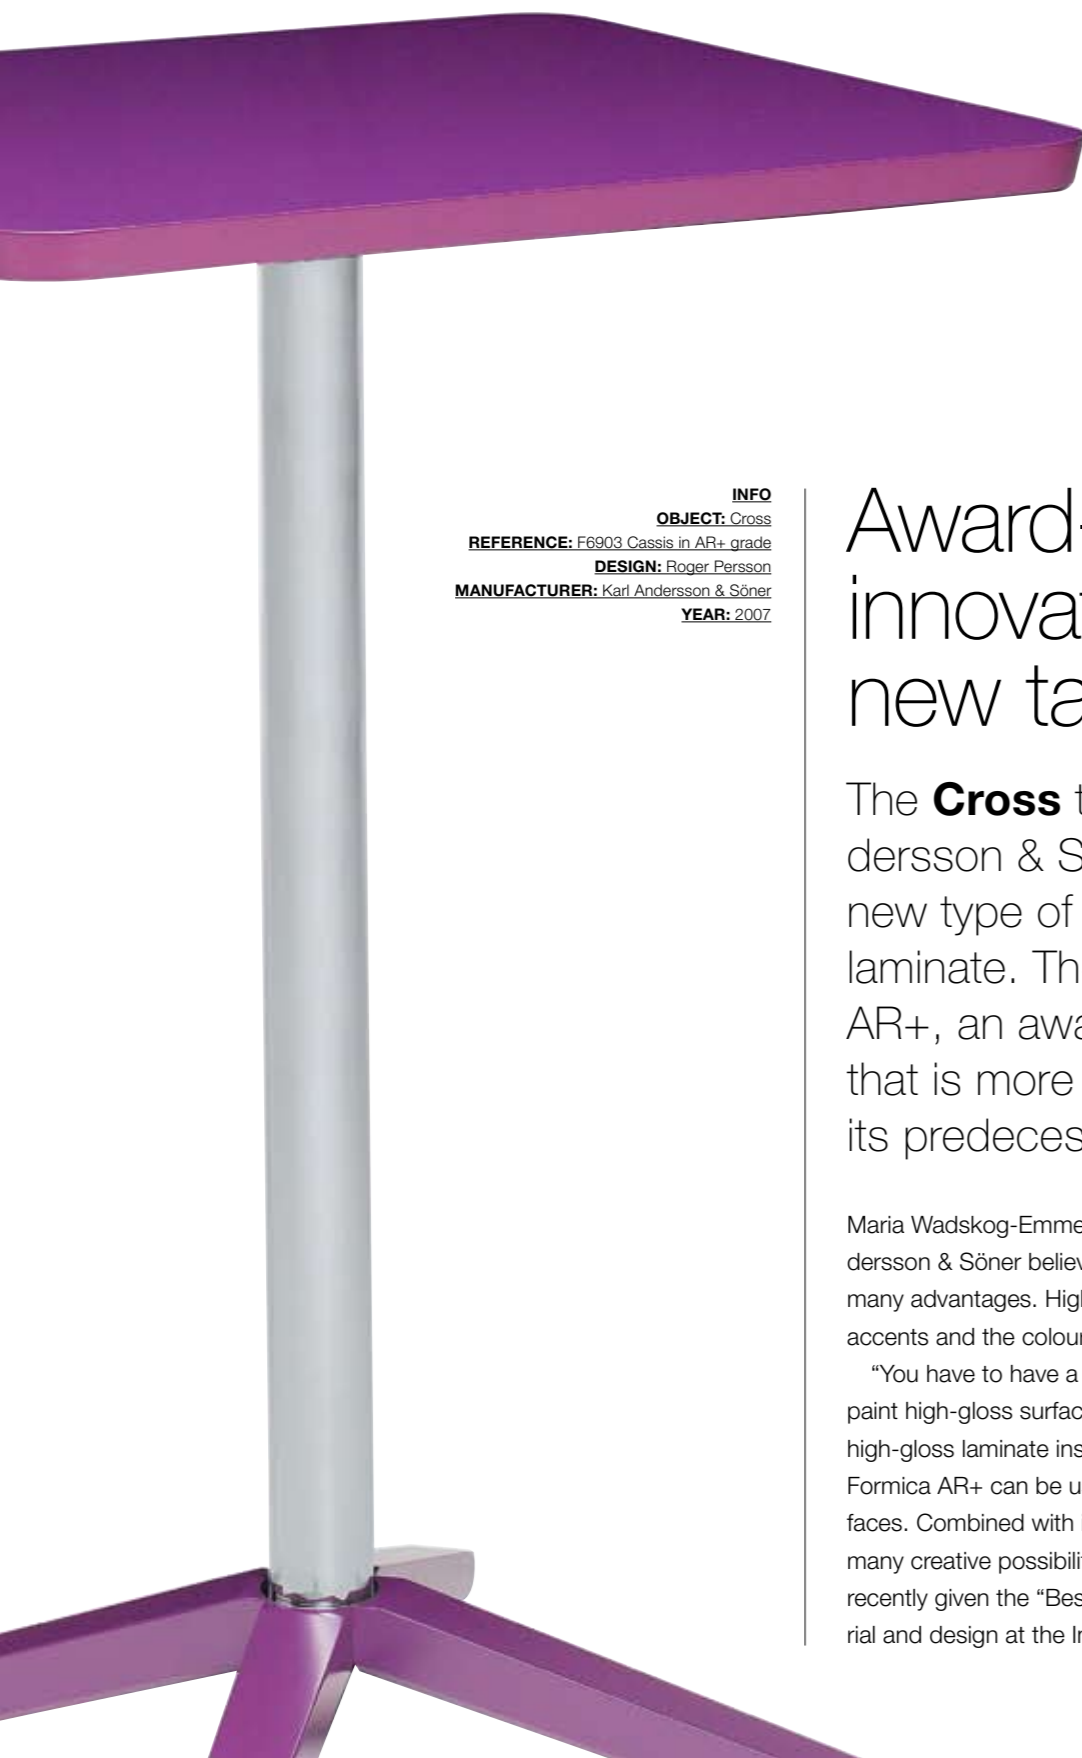 INFO
OBJECT: Cross
REFERENCE: F6903 Cassis in AR+ grade
DESIGN: Roger Persson
MANUFACTURER: Karl Andersson & Söner
YEAR: 2007
Award-
innova
new ta
The Cross t
dersson & S
new type of
laminate. Th
AR+, an awa
that is more
its predeces
Maria Wadskog-Emme
dersson & Söner believ
many advantages. High
accents and the colour
“You have to have a
paint high-gloss surfac
high-gloss laminate ins
Formica AR+ can be u
faces. Combined with
many creative possibilit
recently given the “Bes
rial and design at the In